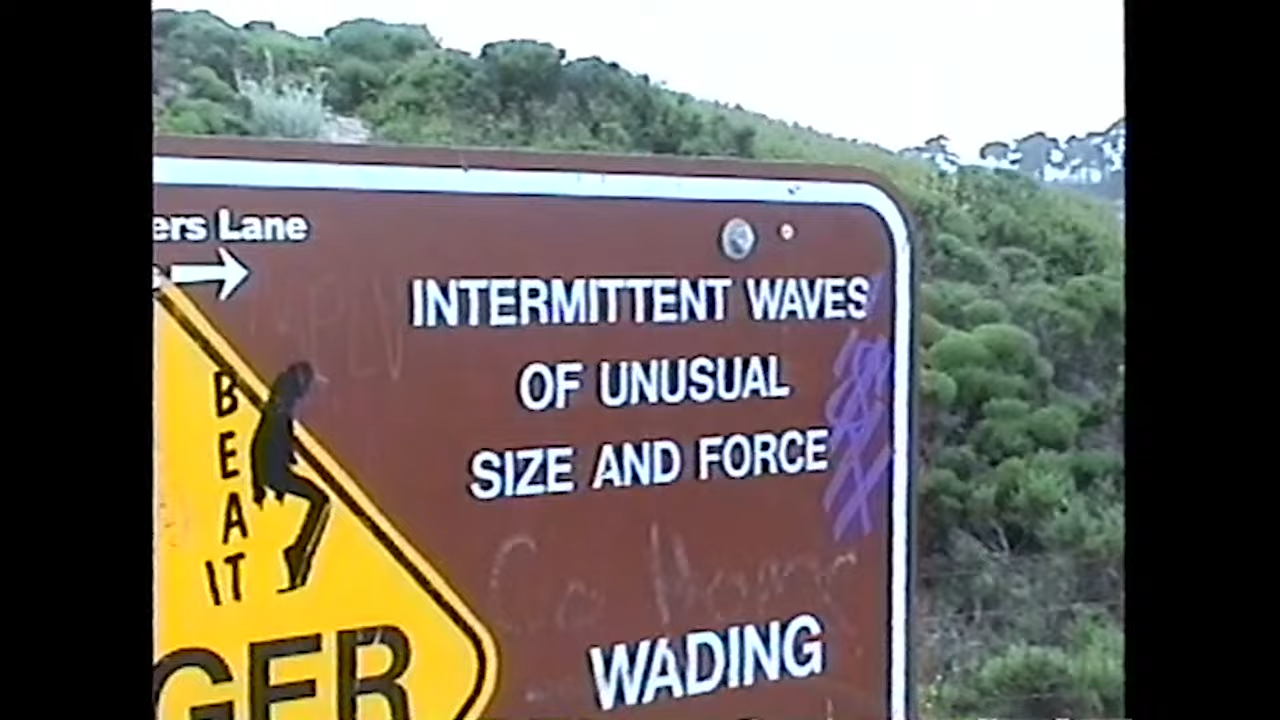 ers Lane
INTERMITTENT WAVES
OF UNUSUAL
SIZE AND FORCE
BEAT
IT
GER
WADING